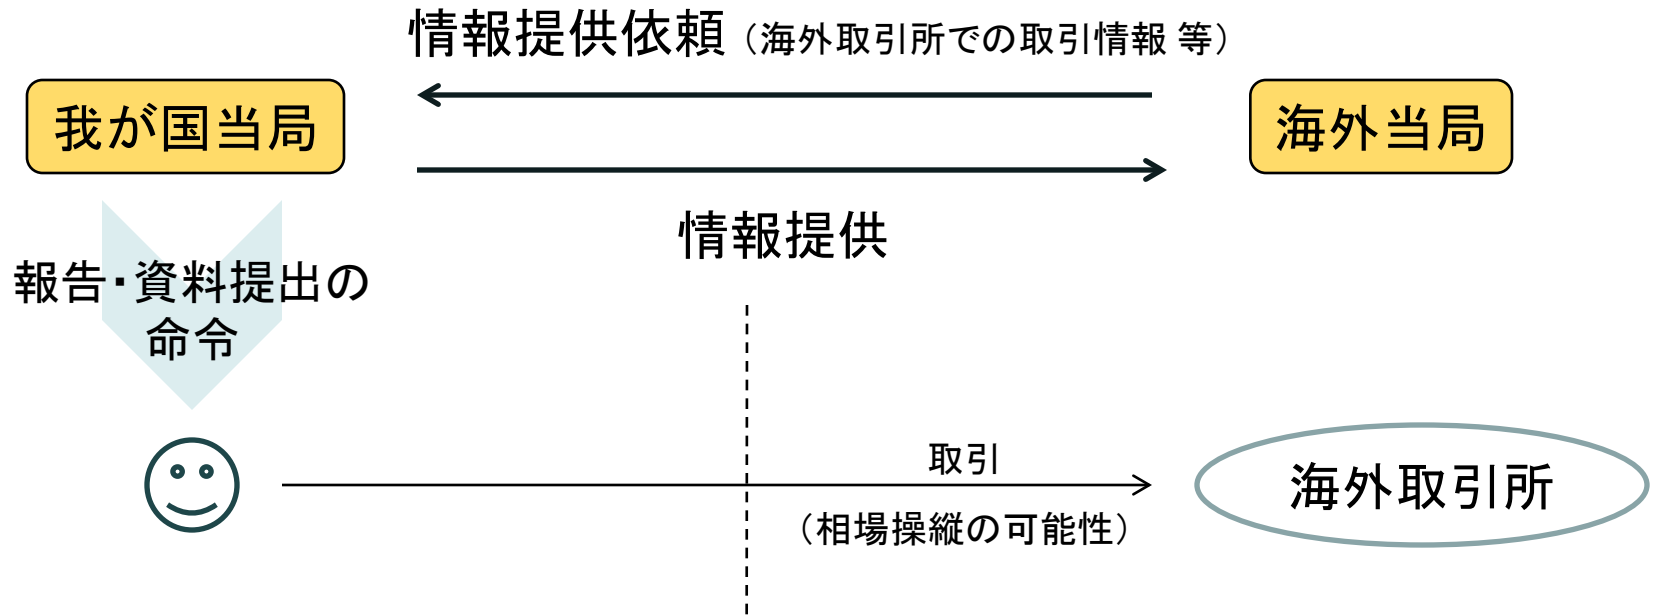 情報提供依頼（海外取引所での取引情報 等）
我が国当局
海外当局
情報提供
報告・資料提出の
命令
取引
（相場操縦の可能性）
海外取引所